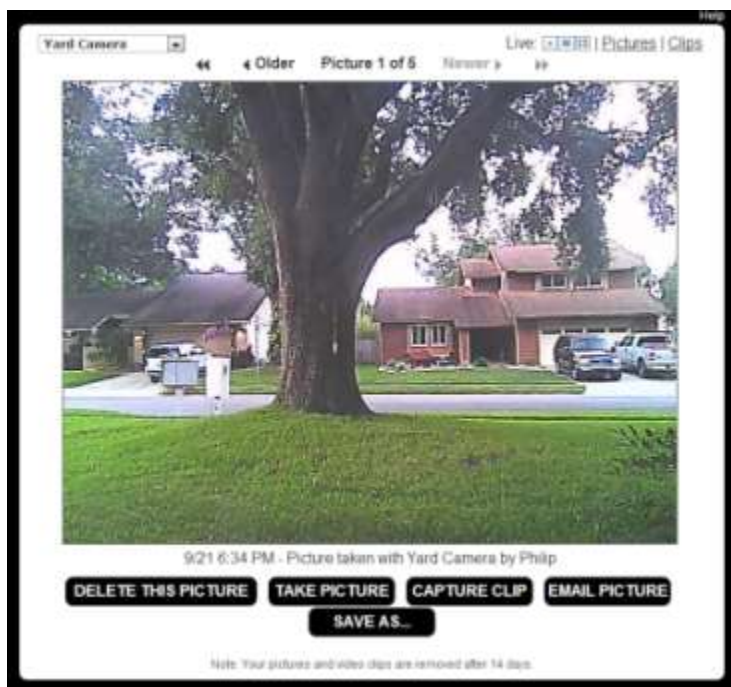 Help
Yard Camera
Live: | Pictures | Clips
Older Picture 1 of 5 Newer
9/21 6:34 PM - Picture taken with Yard Camera by Philip
DELETE THIS PICTURE TAKE PICTURE CAPTURE CLIP EMAIL PICTURE
SAVE AS...
Note: Your pictures and video clips are removed after 14 days.